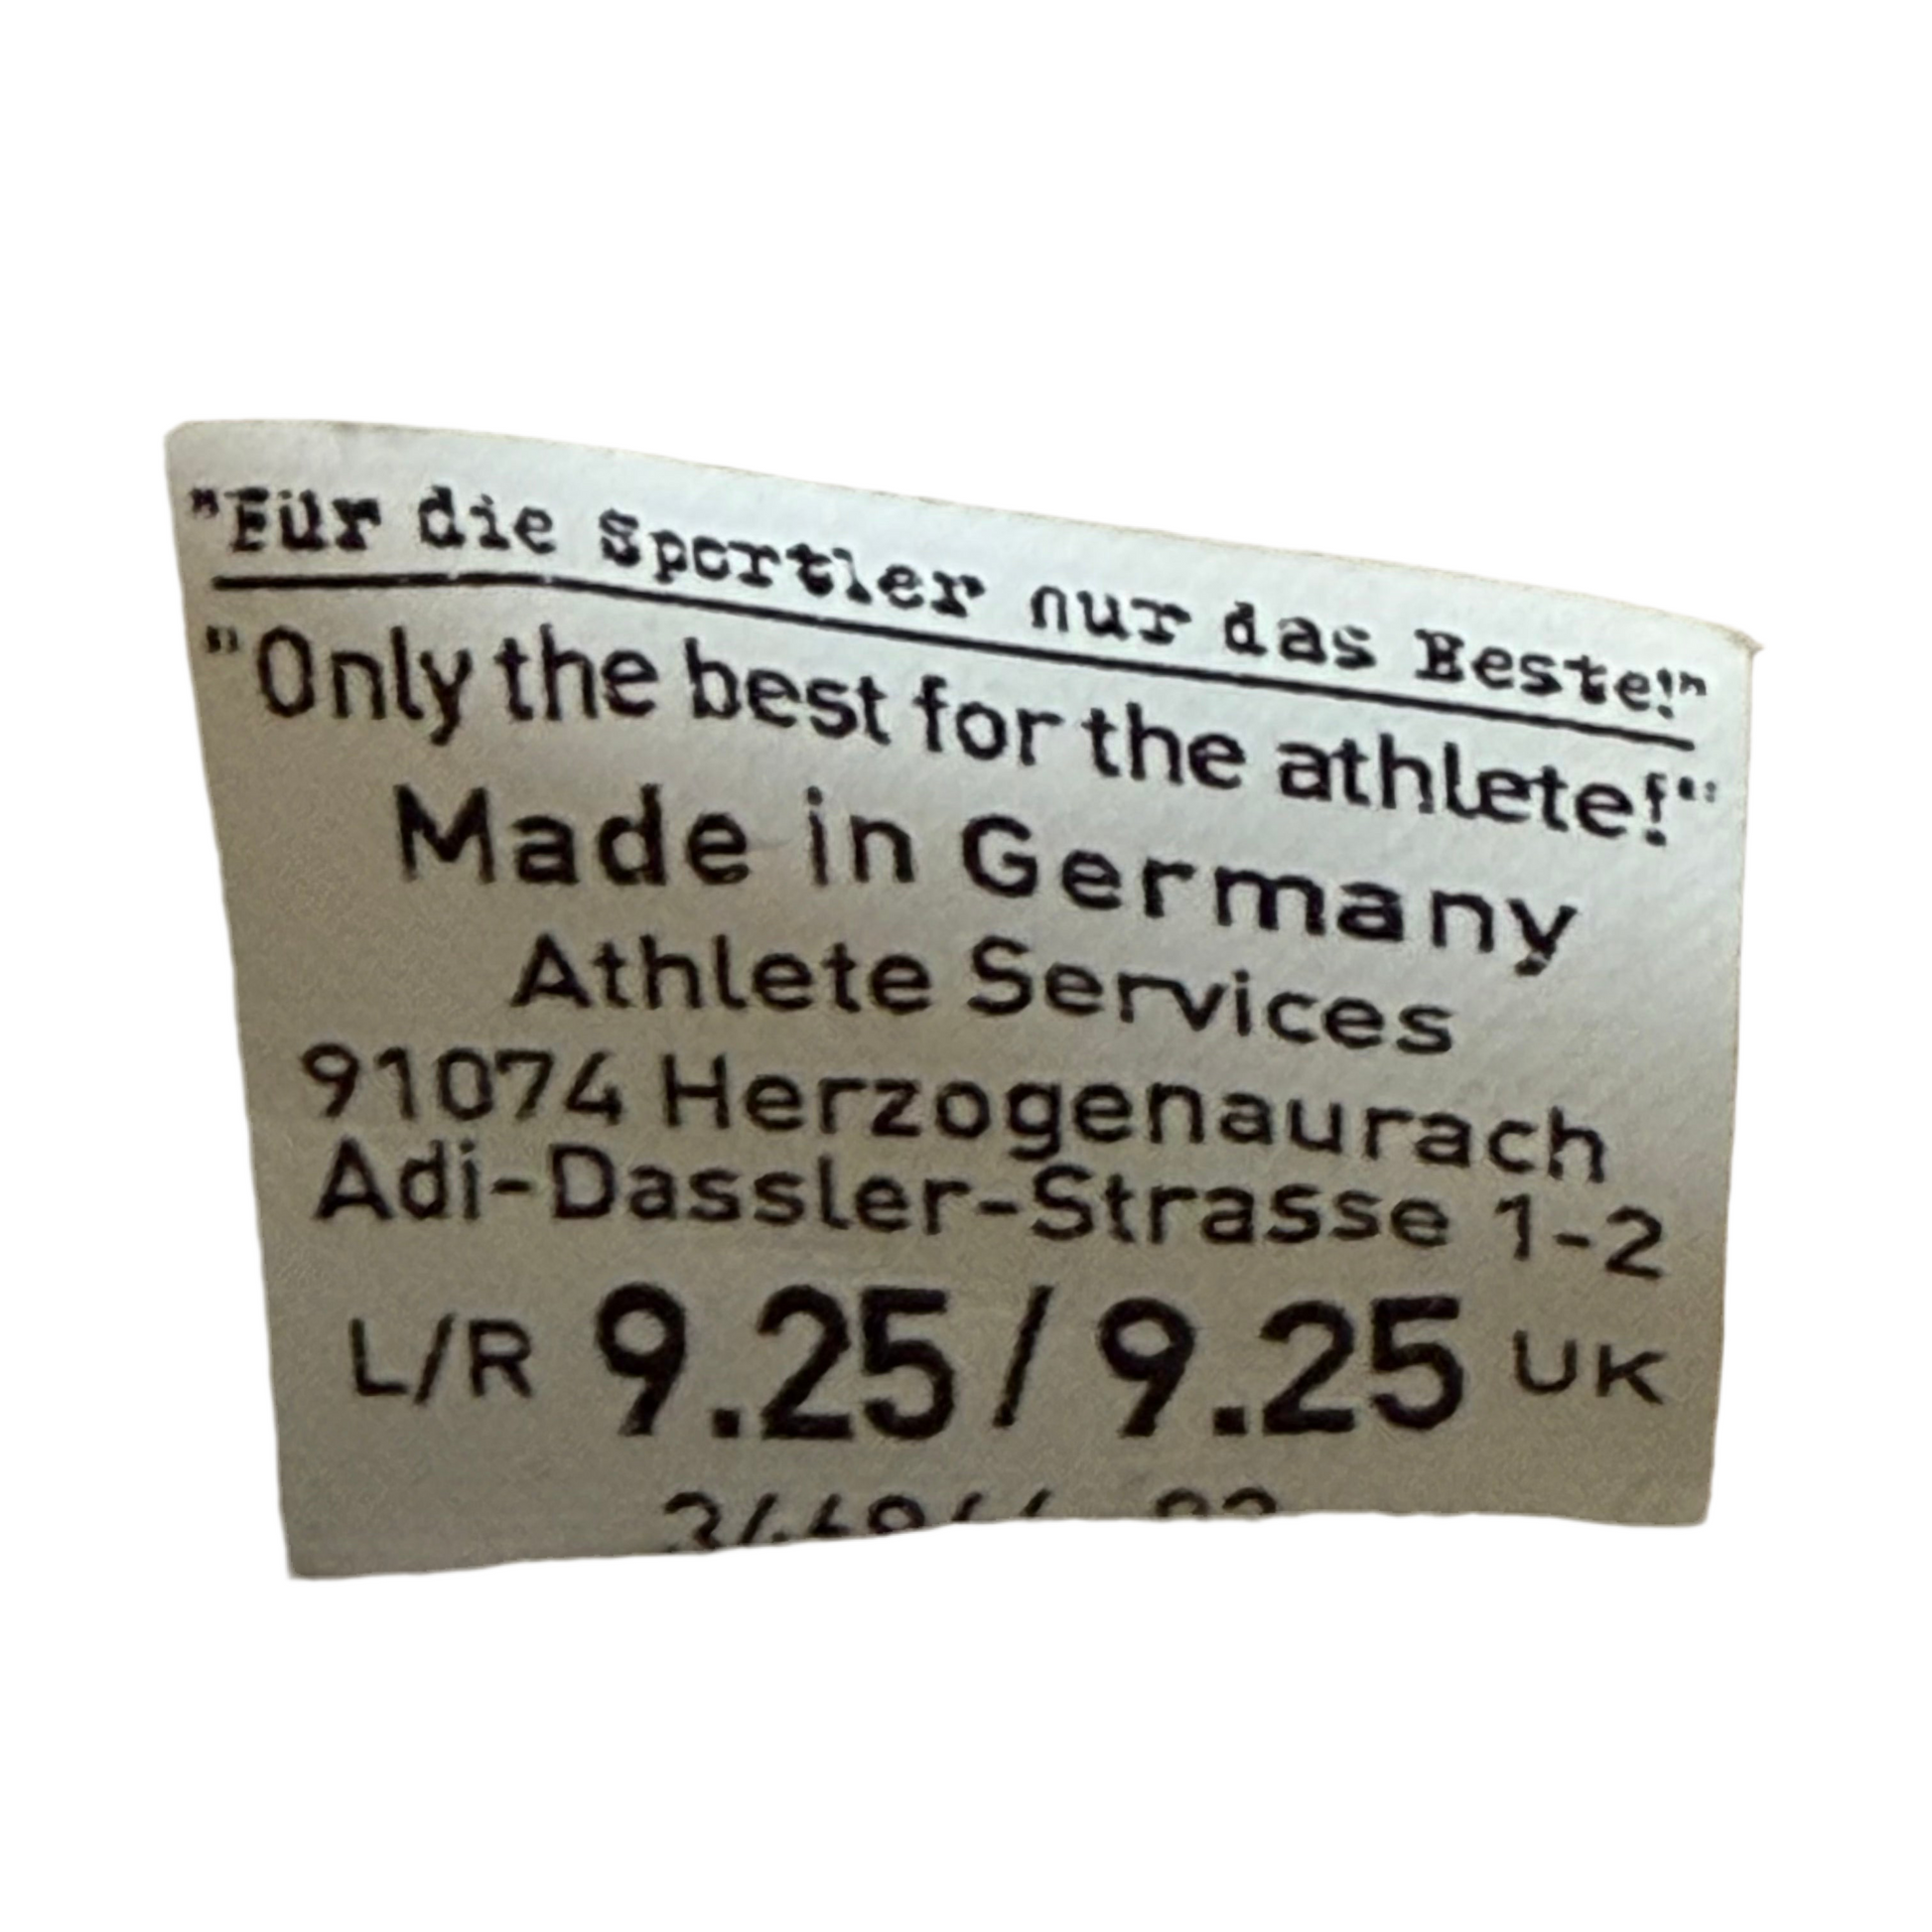 "Für die Sportler nur das Beste!"
"Only the best for the athlete!"
Made in Germany
Athlete Services
91074 Herzogenaurach
Adi-Dassler-Strasse 1-2
L/R 9.25 / 9.25 UK